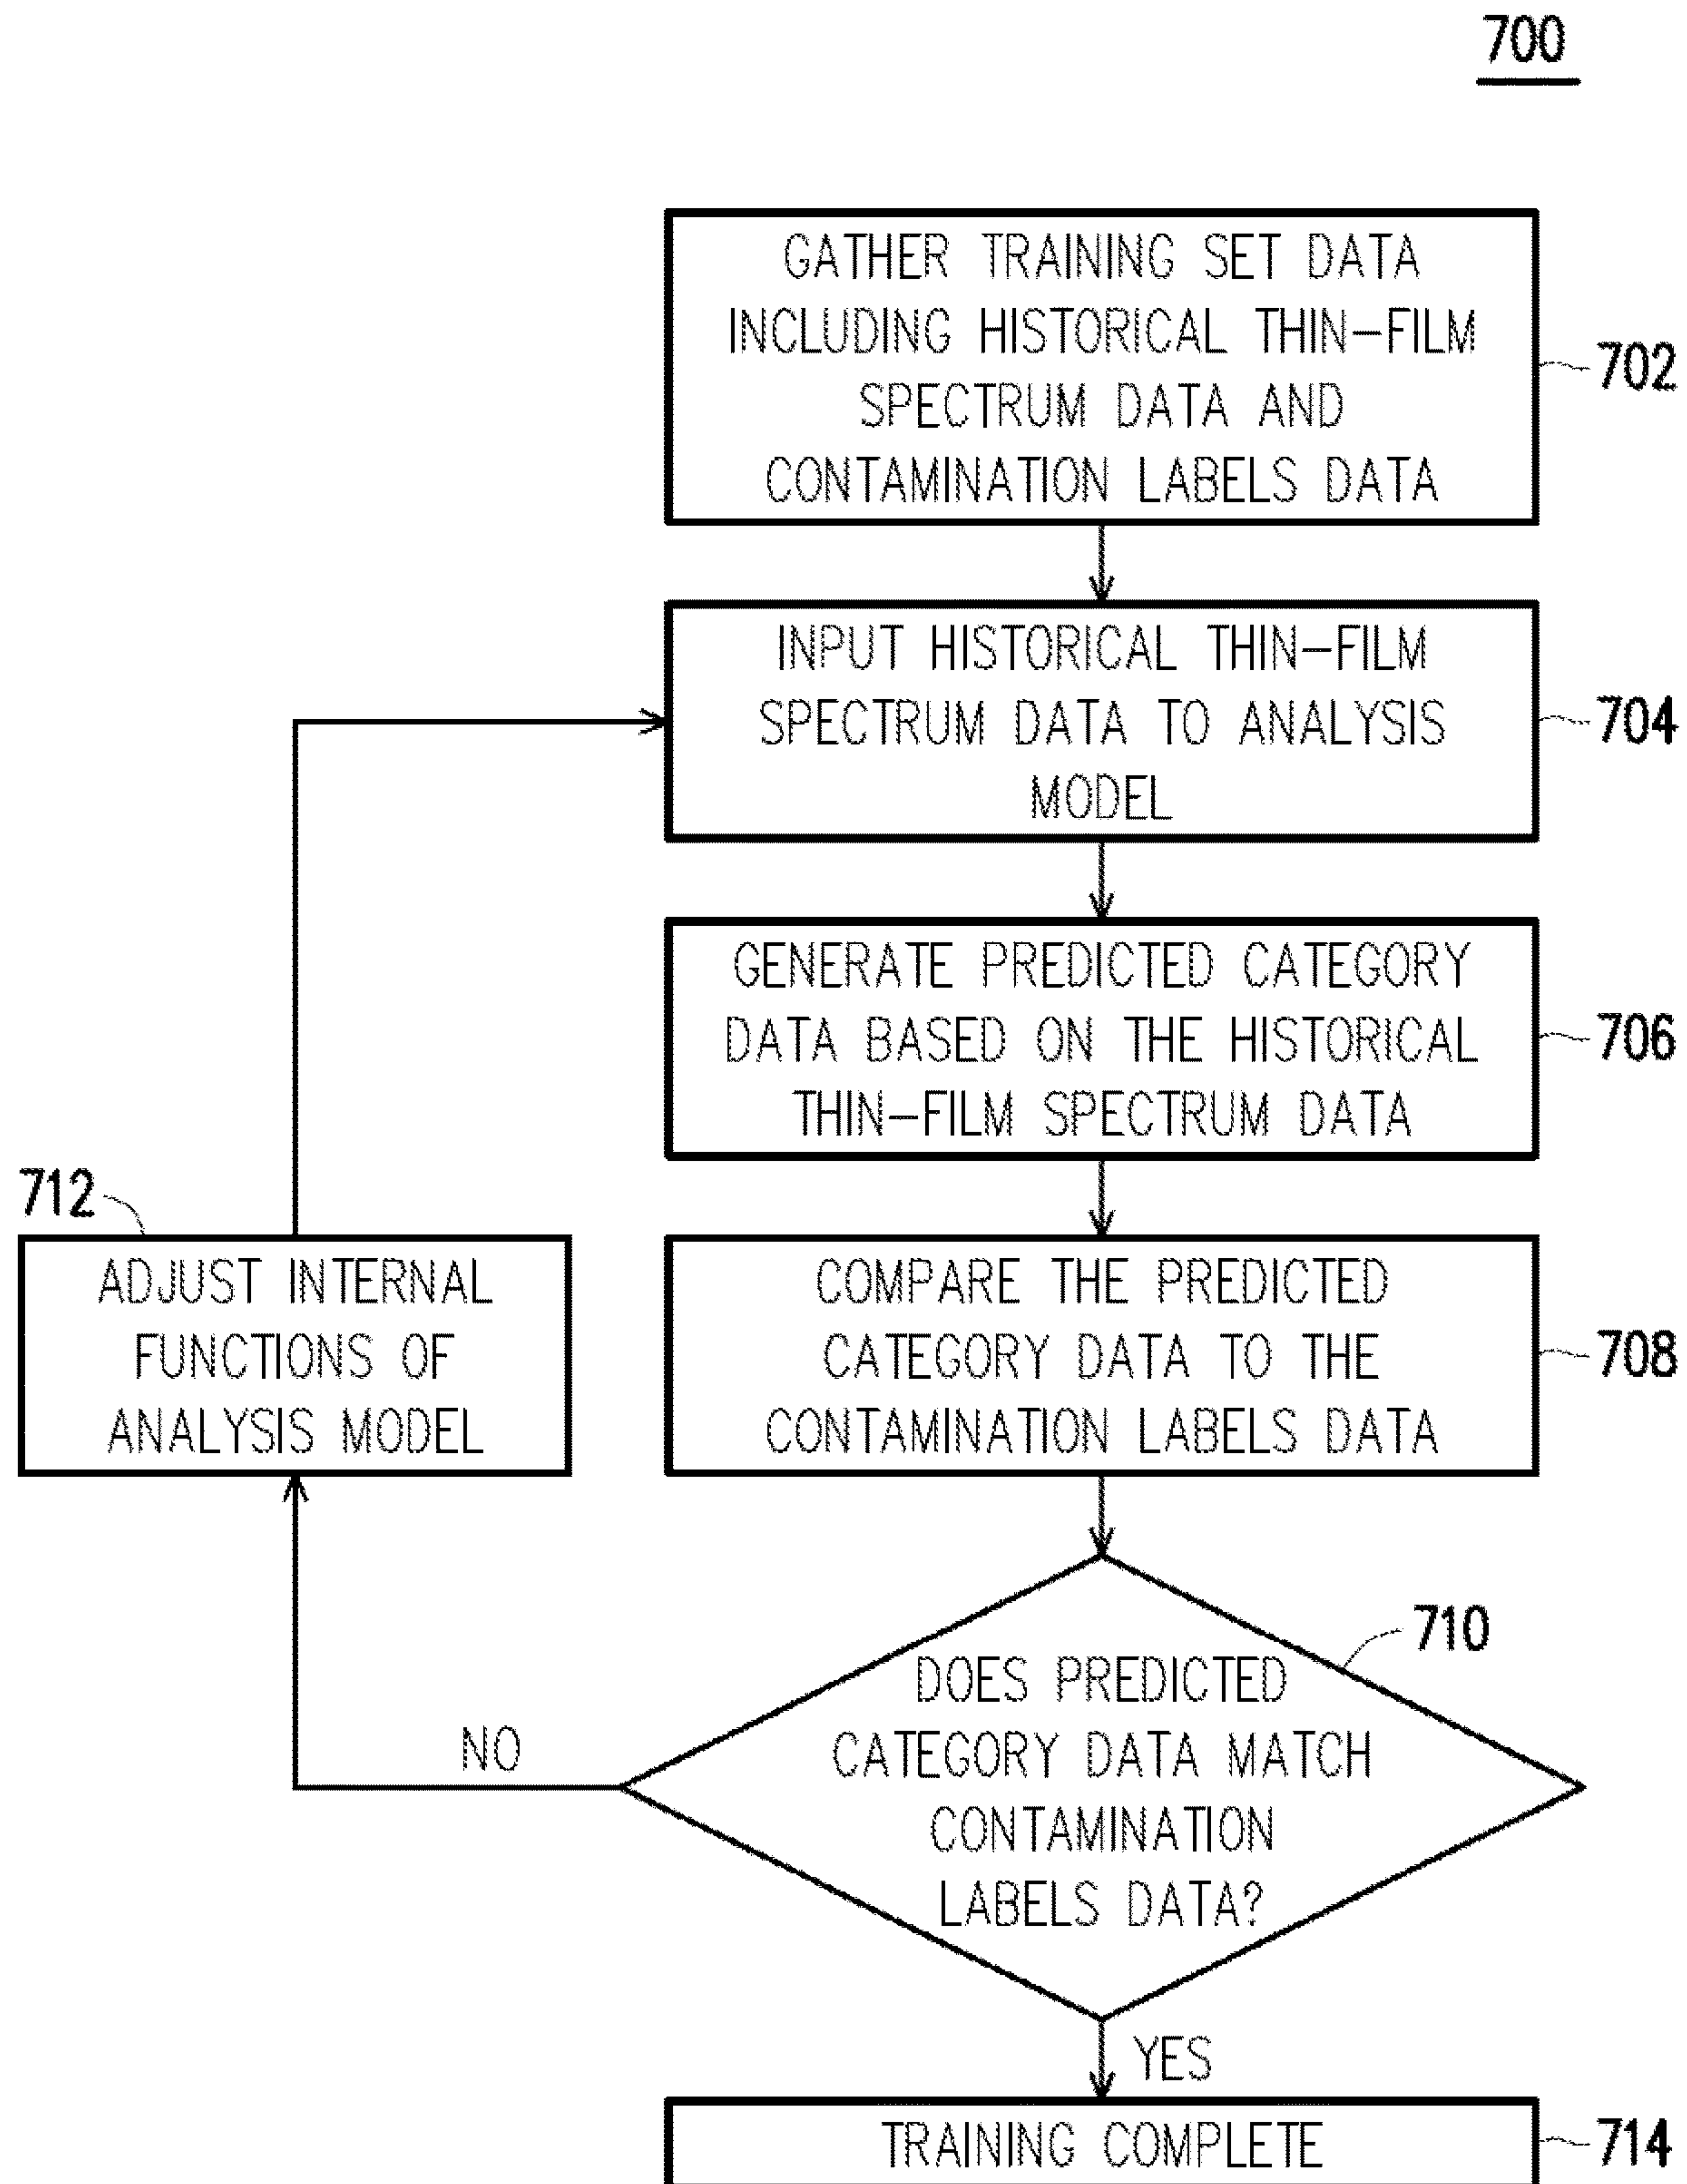 700
GATHER TRAINING SET DATA
INCLUDING HISTORICAL THIN-FILM
SPECTRUM DATA AND
CONTAMINATION LABELS DATA
702
INPUT HISTORICAL THIN-FILM
SPECTRUM DATA TO ANALYSIS
MODEL
704
GENERATE PREDICTED CATEGORY
DATA BASED ON THE HISTORICAL
THIN-FILM SPECTRUM DATA
706
712
ADJUST INTERNAL
FUNCTIONS OF
ANALYSIS MODEL
COMPARE THE PREDICTED
CATEGORY DATA TO THE
CONTAMINATION LABELS DATA
708
710
DOES PREDICTED
CATEGORY DATA MATCH
CONTAMINATION
LABELS DATA?
NO
YES
TRAINING COMPLETE
714